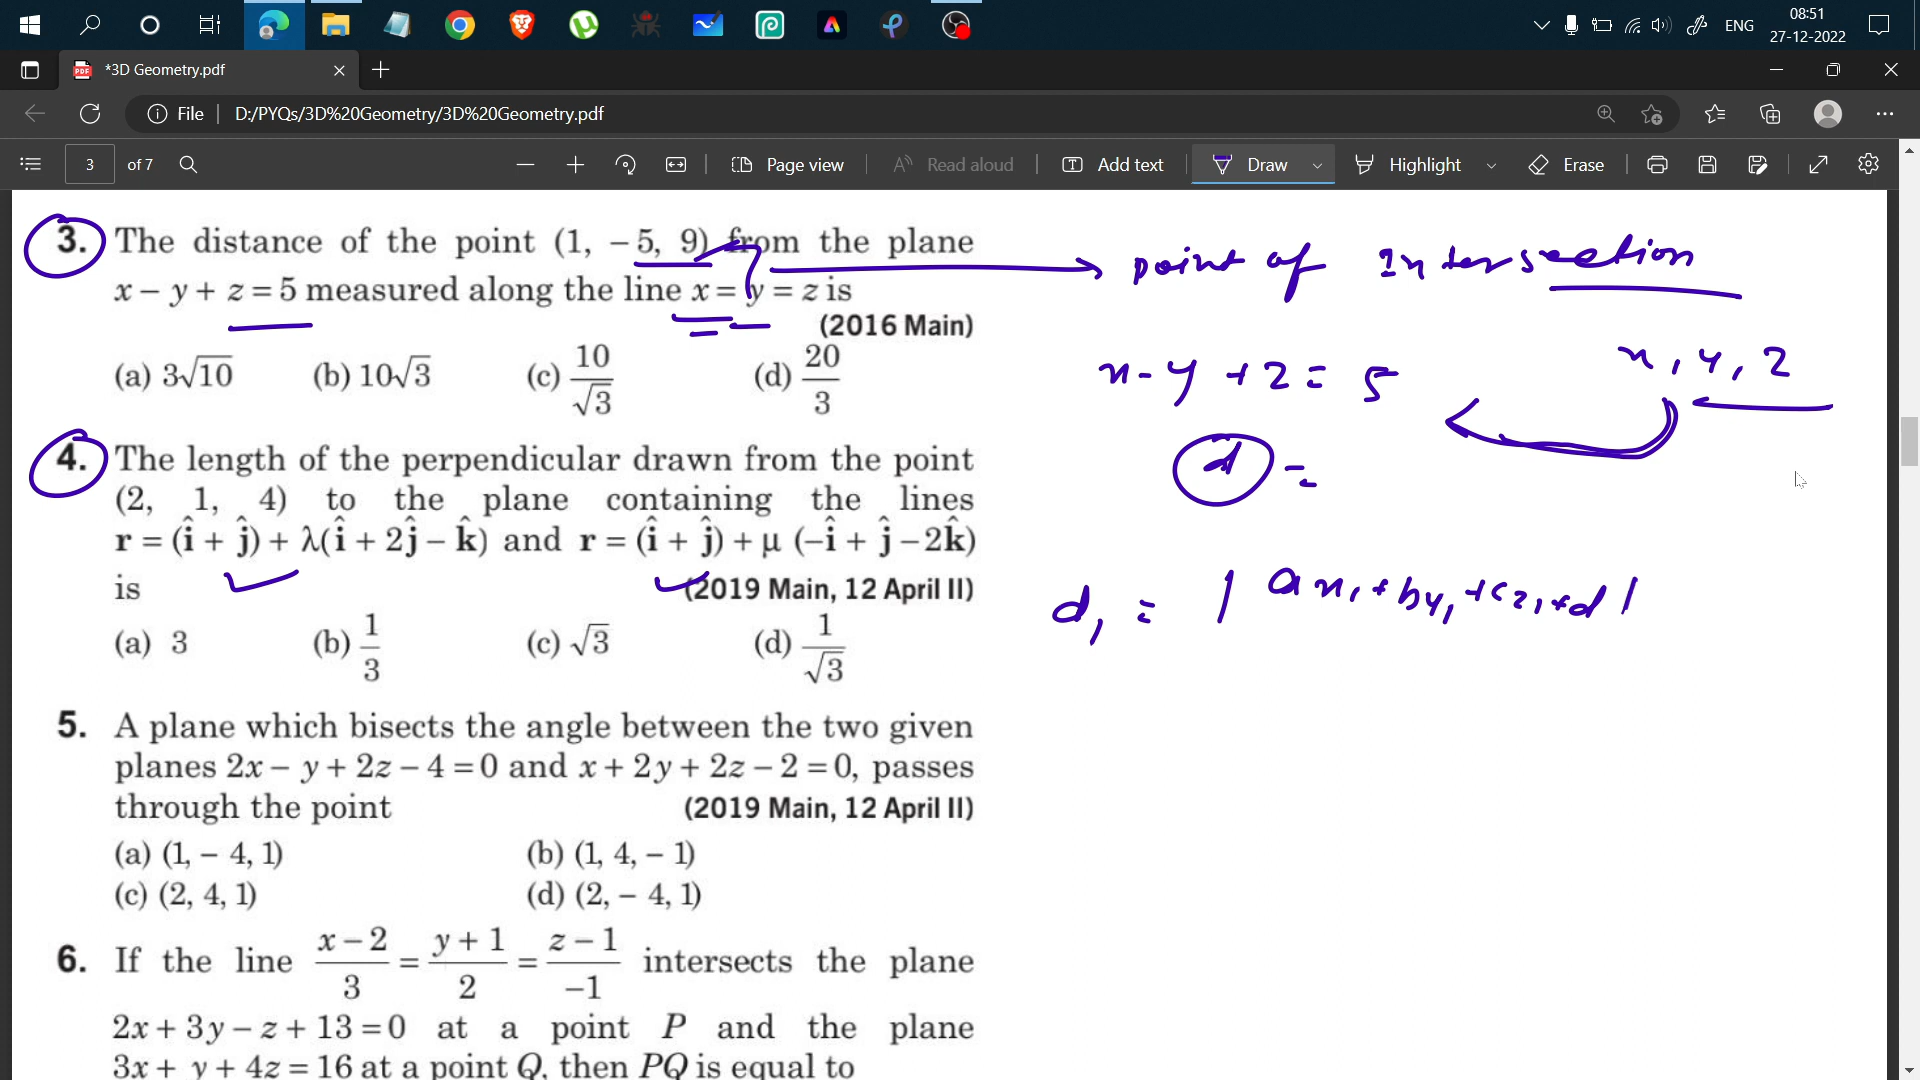 ENG
08:51
27-12-2022
*3D Geometry.pdf
File
D:/PYQs/3D%20Geometry/3D%20Geometry.pdf
3 of 7
Page view
Read aloud
Add text
Draw
Highlight
Erase
3. The distance of the point (1, – 5, 9) from the plane
x – y + z = 5 measured along the line x = y = z is
(2016 Main)
(a) 3√10 (b) 10√3 (c) 10/√3 (d) 20/3
point of Intersection
x - y + z = 5
x, y, z
d =
4. The length of the perpendicular drawn from the point
(2, 1, 4) to the plane containing the lines
r = (î + ĵ) + λ(î + 2ĵ – k̂) and r = (î + ĵ) + µ (–î + ĵ – 2k̂)
is (2019 Main, 12 April II)
(a) 3 (b) 1/3 (c) √3 (d) 1/√3
d₁ = | ax₁ + by₁ + cz₁ + d |
5. A plane which bisects the angle between the two given
planes 2x – y + 2z – 4 = 0 and x + 2y + 2z – 2 = 0, passes
through the point (2019 Main, 12 April II)
(a) (1, – 4, 1) (b) (1, 4, – 1)
(c) (2, 4, 1) (d) (2, – 4, 1)
6. If the line x – 2/3 = y + 1/2 = z – 1/–1 intersects the plane
2x + 3y – z + 13 = 0 at a point P and the plane
3x + y + 4z = 16 at a point Q, then PQ is equal to